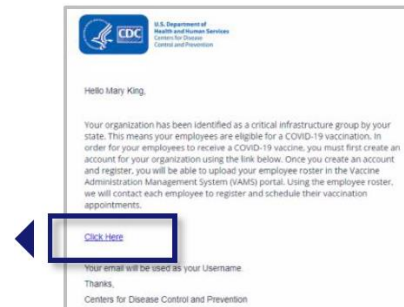 CDC
U.S. Department of
Health and Human Services
Centers for Disease
Control and Prevention
Hello Mary King,
Your organization has been identified as a critical infrastructure group by your
state. This means your employees are eligible for a COVID-19 vaccination. In
order for your employees to receive a COVID-19 vaccine, you must first create an
account for your organization using the link below. Once you create an account
and register, you will be able to upload your employee roster in the Vaccine
Administration Management System (VAMS) portal. Using the employee roster,
we will contact each employee to register and schedule their vaccination
appointments.
Click Here
Your email will be used as your Username.
Thanks,
Centers for Disease Control and Prevention